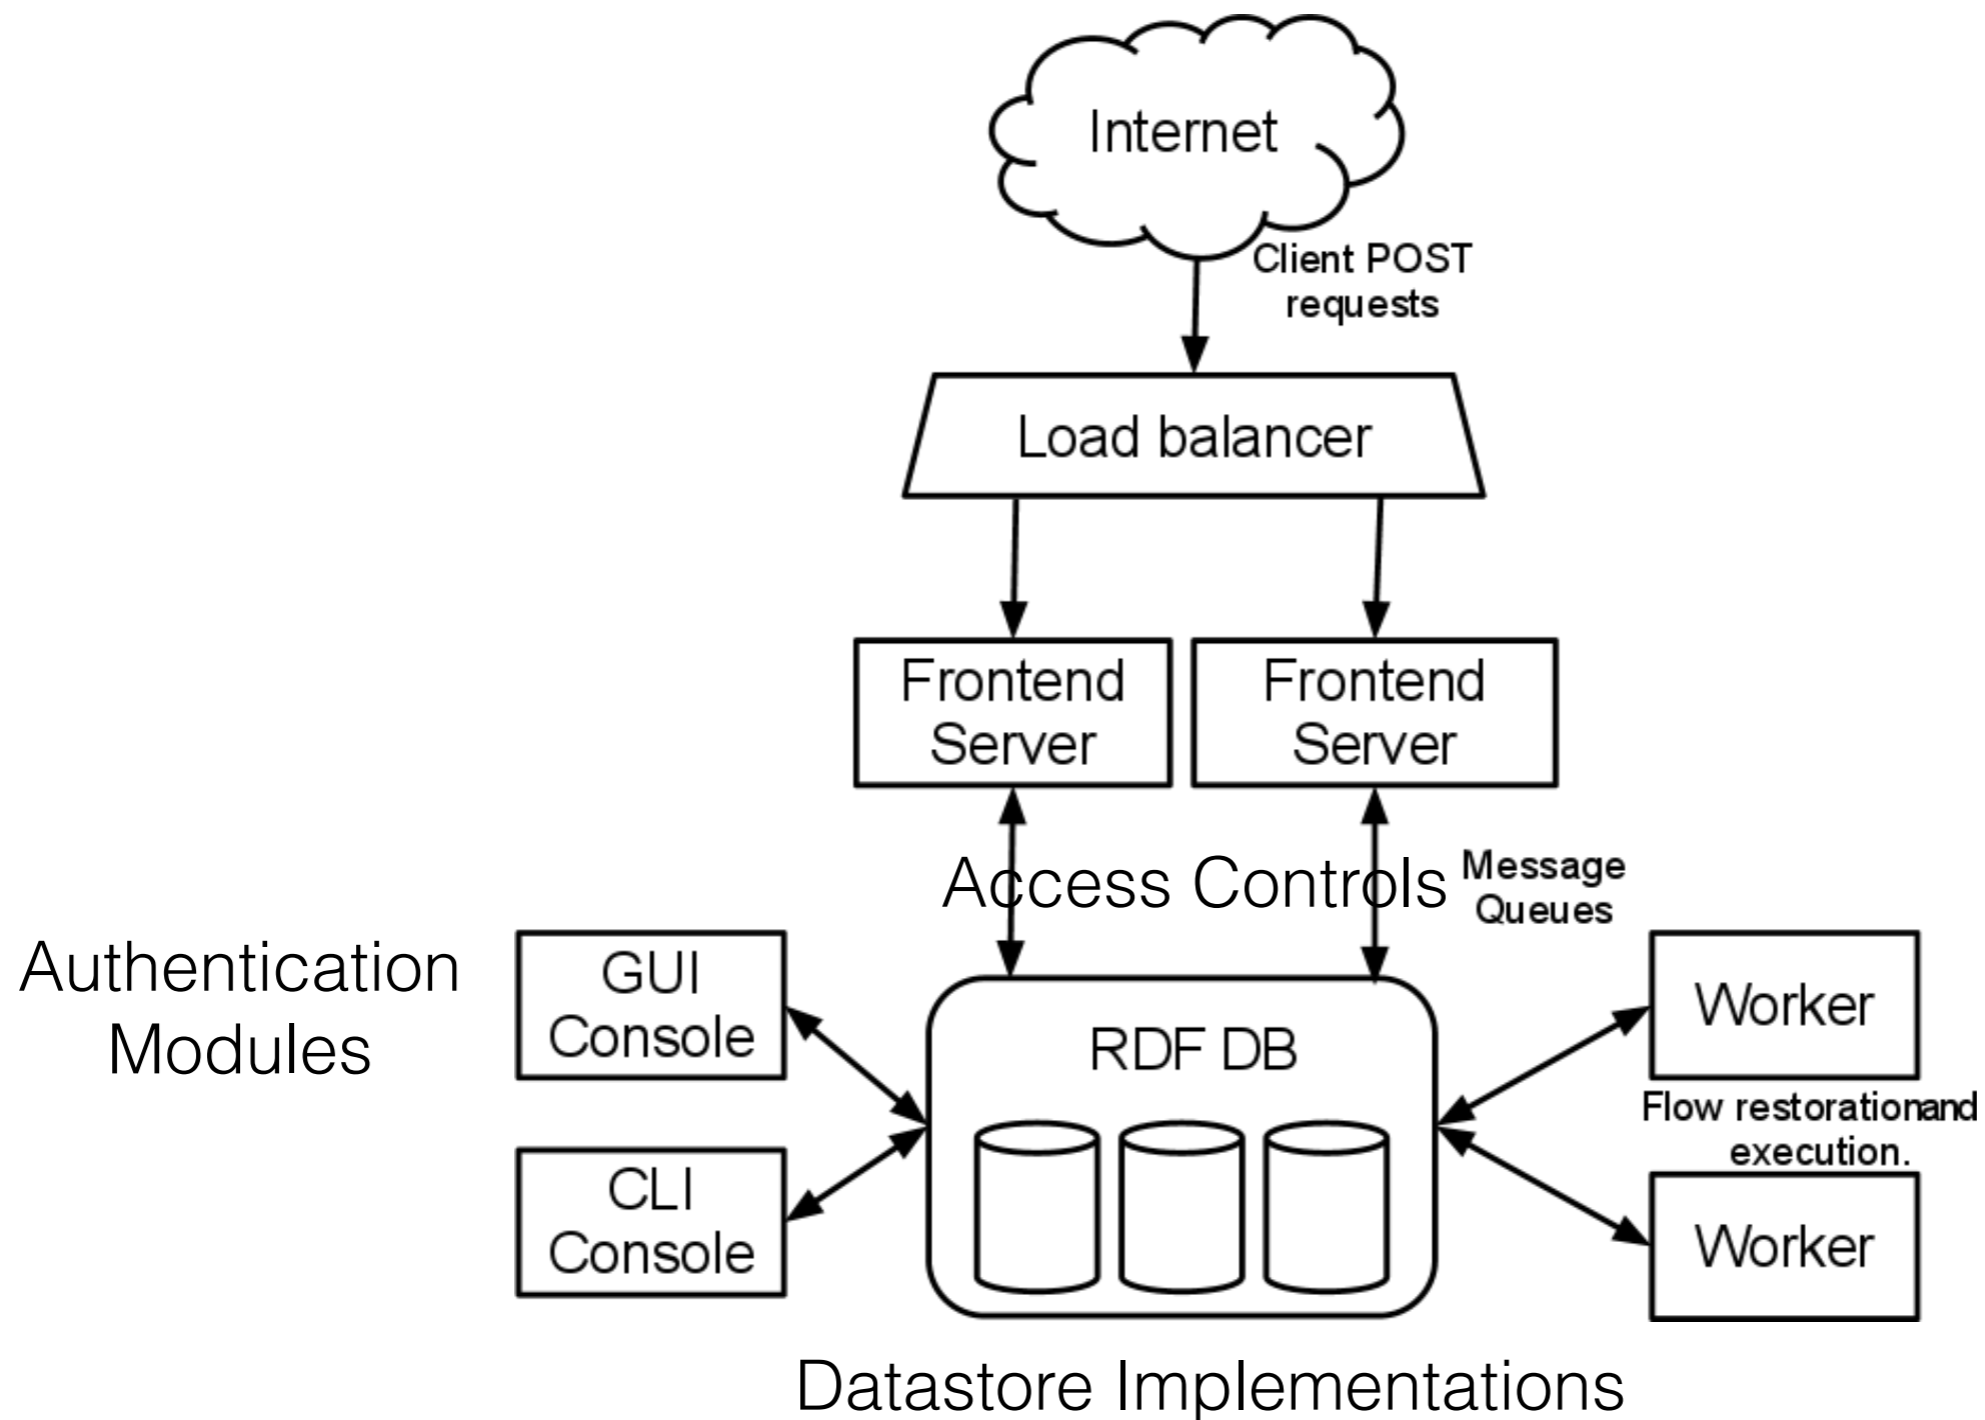 Internet
Client POST
requests
Load balancer
Frontend
Server
Frontend
Server
Access Controls
Message
Queues
Authentication
Modules
GUI
Console
RDF DB
Worker
Flow restorationand
execution.
CLI
Console
Worker
Datastore Implementations